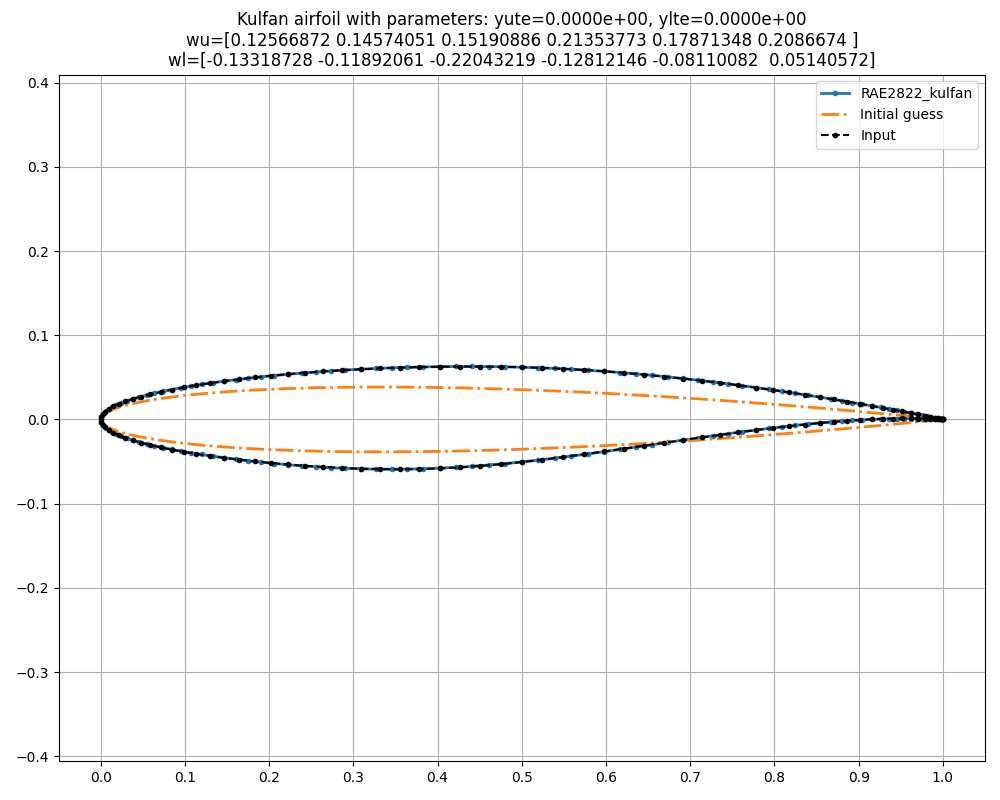 Kulfan airfoil with parameters: yute=0.0000e+00, ylte=0.0000e+00
wu=[0.12566872 0.14574051 0.15190886 0.21353773 0.17871348 0.2086674 ]
wl=[-0.13318728 -0.11892061 -0.22043219 -0.12812146 -0.08110082  0.05140572]
RAE2822_kulfan
Initial guess
Input
0.4
0.3
0.2
0.1
0.0
−0.1
−0.2
−0.3
−0.4
0.0 0.1 0.2 0.3 0.4 0.5 0.6 0.7 0.8 0.9 1.0